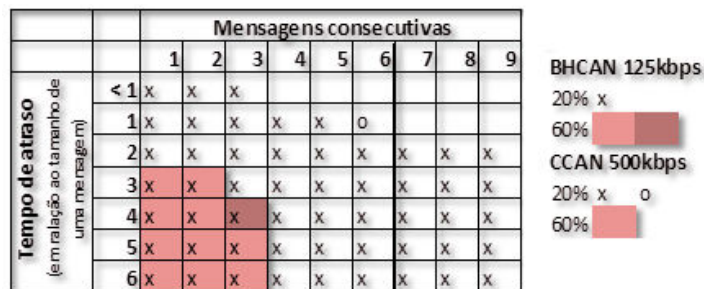 Mensagens consecutivas
1 2 3 4 5 6 7 8 9
Tempo de atraso
(em ralação ao tamanho de
uma mensagem)
< 1 x x x
1 x x x x x o
2 x x x x x x x x x
3 x x x x x x x x x
4 x x x x x x x x x
5 x x x x x x x x x
6 x x x x x x x x x
BHCAN 125kbps
20% x
60%
CCAN 500kbps
20% x o
60%